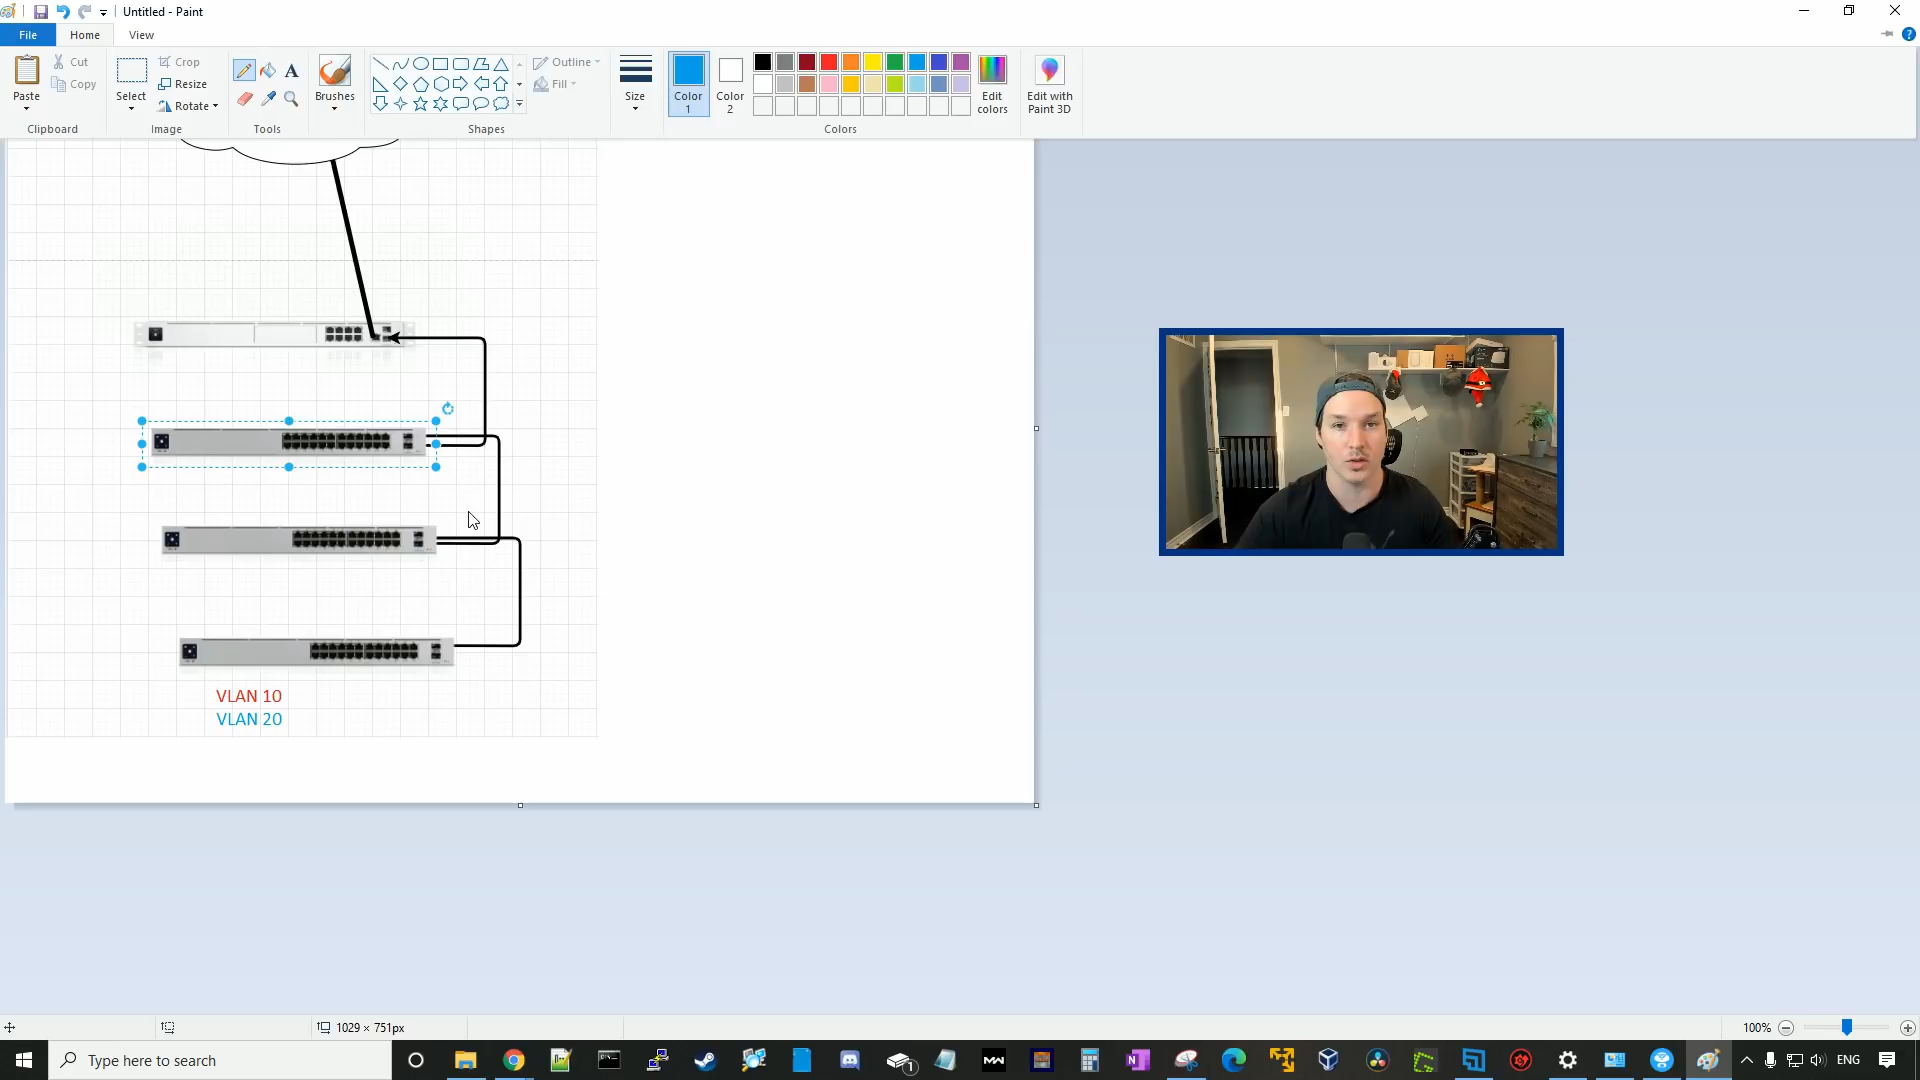 Untitled - Paint
File
Home
View
Paste
Cut
Copy
Clipboard
Select
Crop
Resize
Rotate
Image
Tools
Brushes
Shapes
Outline
Fill
Size
Color 1
Color 2
Edit colors
Colors
Edit with Paint 3D
VLAN 10
VLAN 20
1029 × 751px
100%
Type here to search
1
ENG